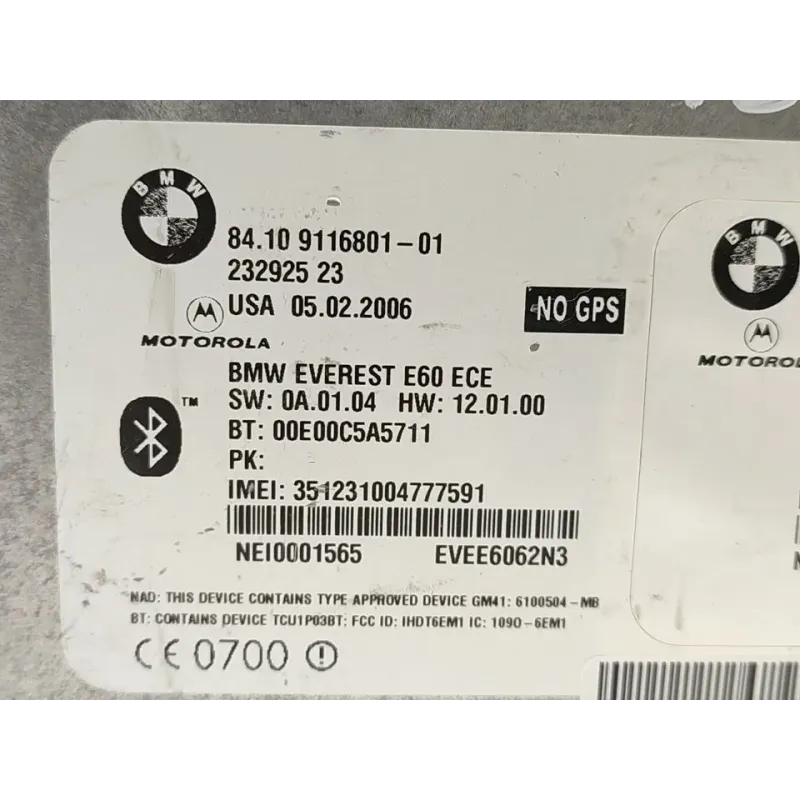 BMW
84.10 9116801-01
232925 23
USA 05.02.2006
NO GPS
MOTOROLA
BMW EVEREST E60 ECE
SW: 0A.01.04 HW: 12.01.00
TM
BT: 00E00C5A5711
PK:
IMEI: 351231004777591
NEI0001565 EVEE6062N3
NAD: THIS DEVICE CONTAINS TYPE APPROVED DEVICE GM41: 6100504-MB
BT: CONTAINS DEVICE TCU1P03BT; FCC ID: IHDT6EM1 IC: 109O-6EM1
CE 0700
BMW
MOTOROL